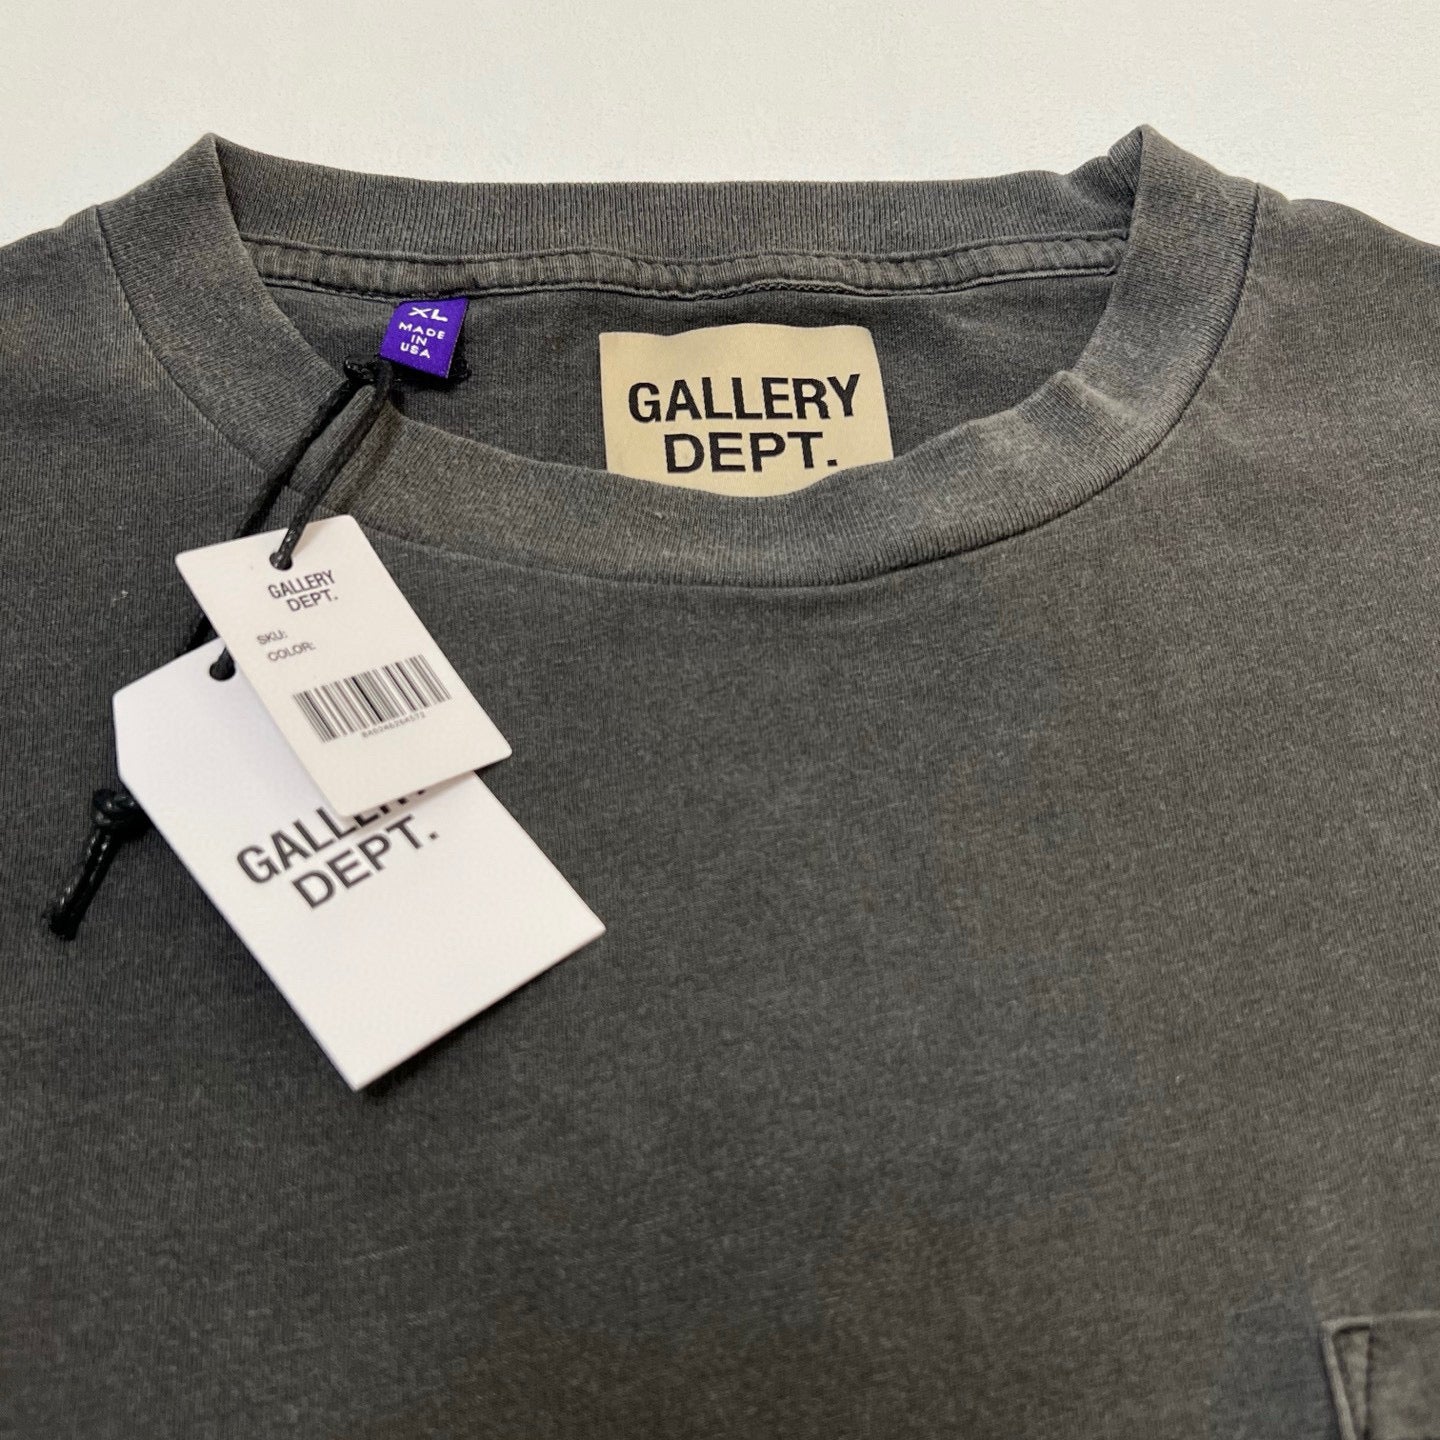 XL
MADE
IN
USA
GALLERY
DEPT.
GALLERY
DEPT.
SKU:
COLOR:
GALLERY
DEPT.